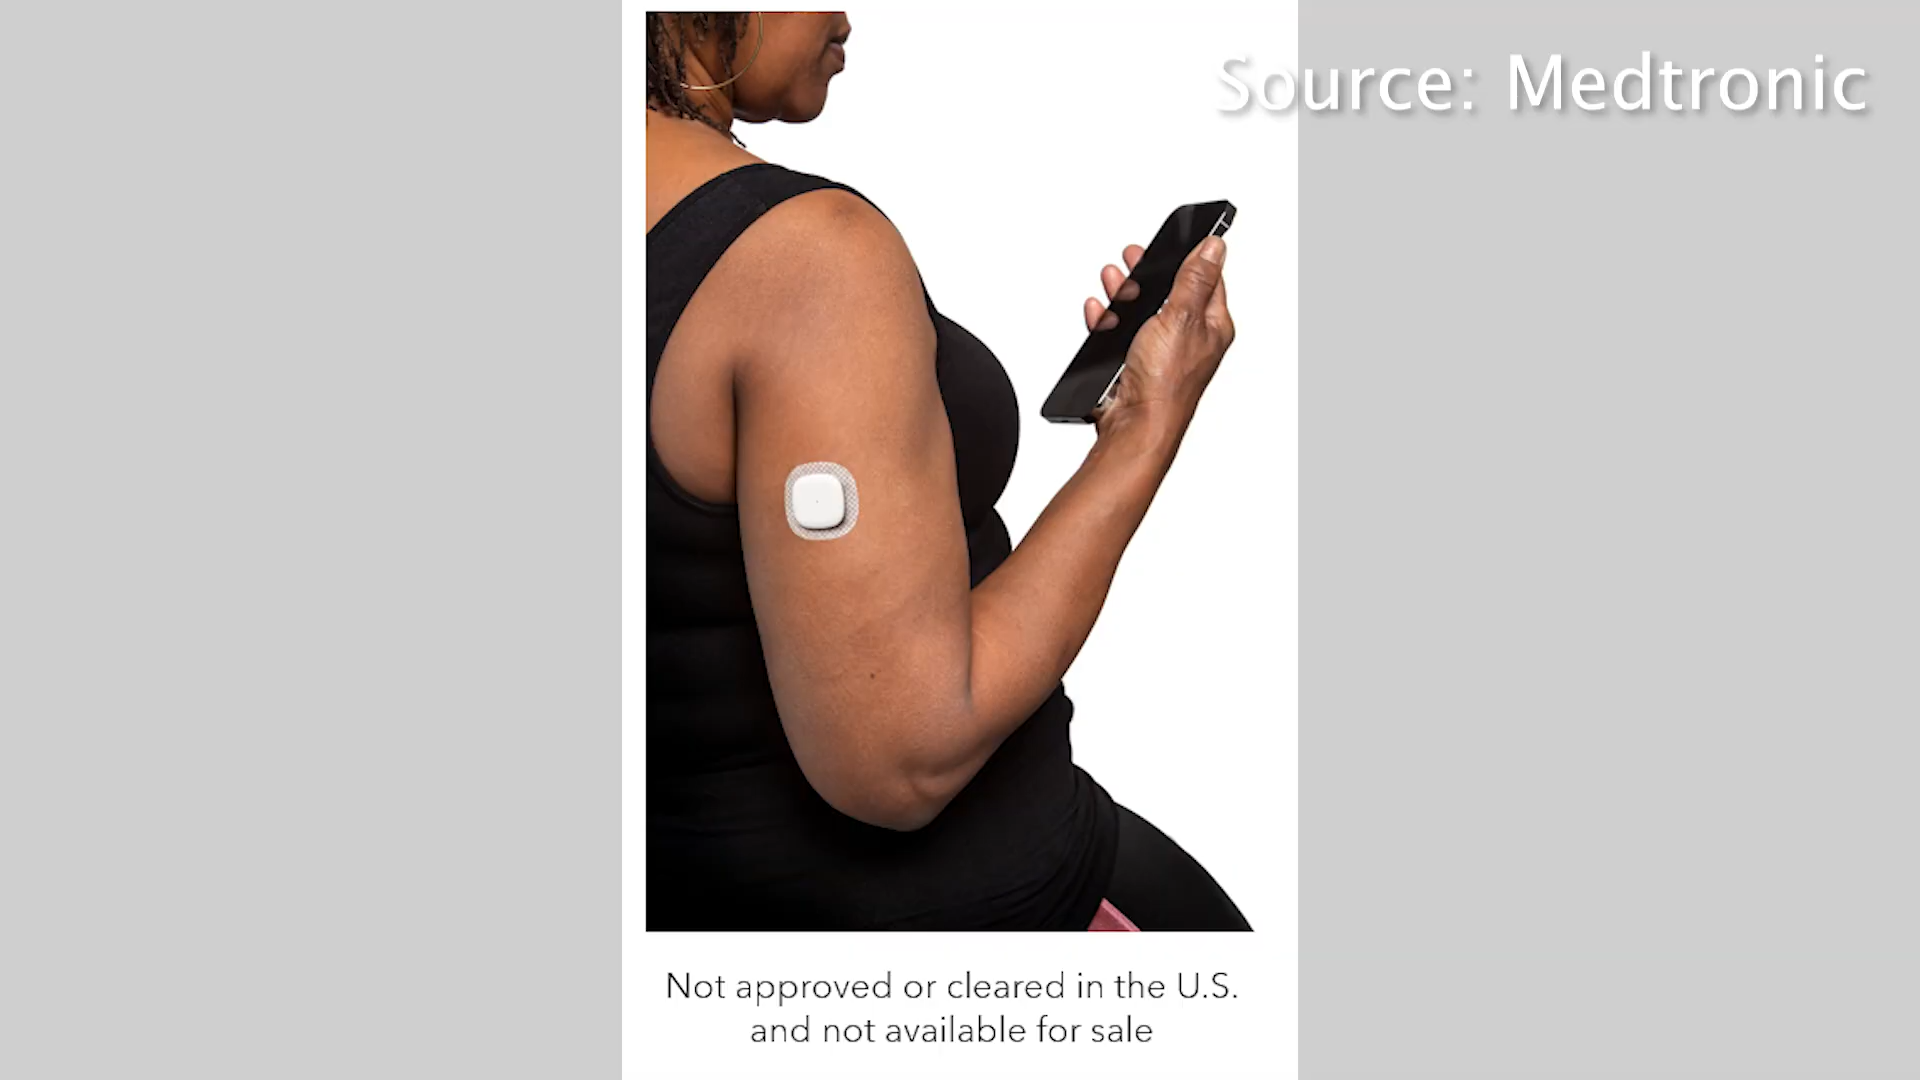 Source: Medtronic
Not approved or cleared in the U.S.
and not available for sale